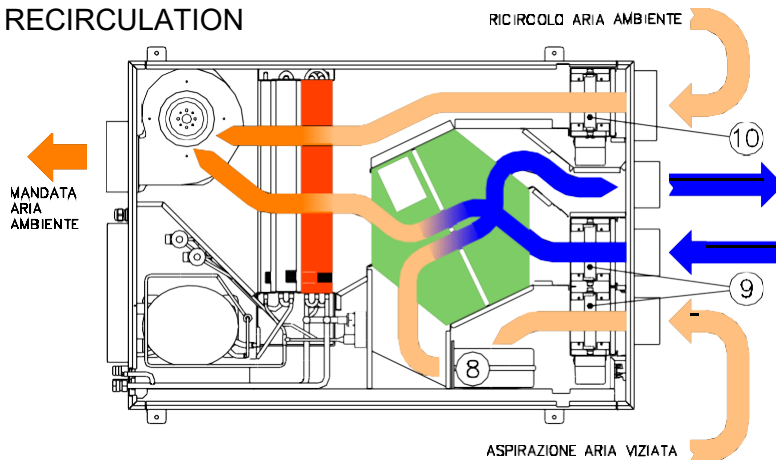 RECIRCULATION
RICIRCOLO ARIA AMBIENTE
10
MANDATA
ARIA
AMBIENTE
9
8
ASPIRAZIONE ARIA VIZIATA